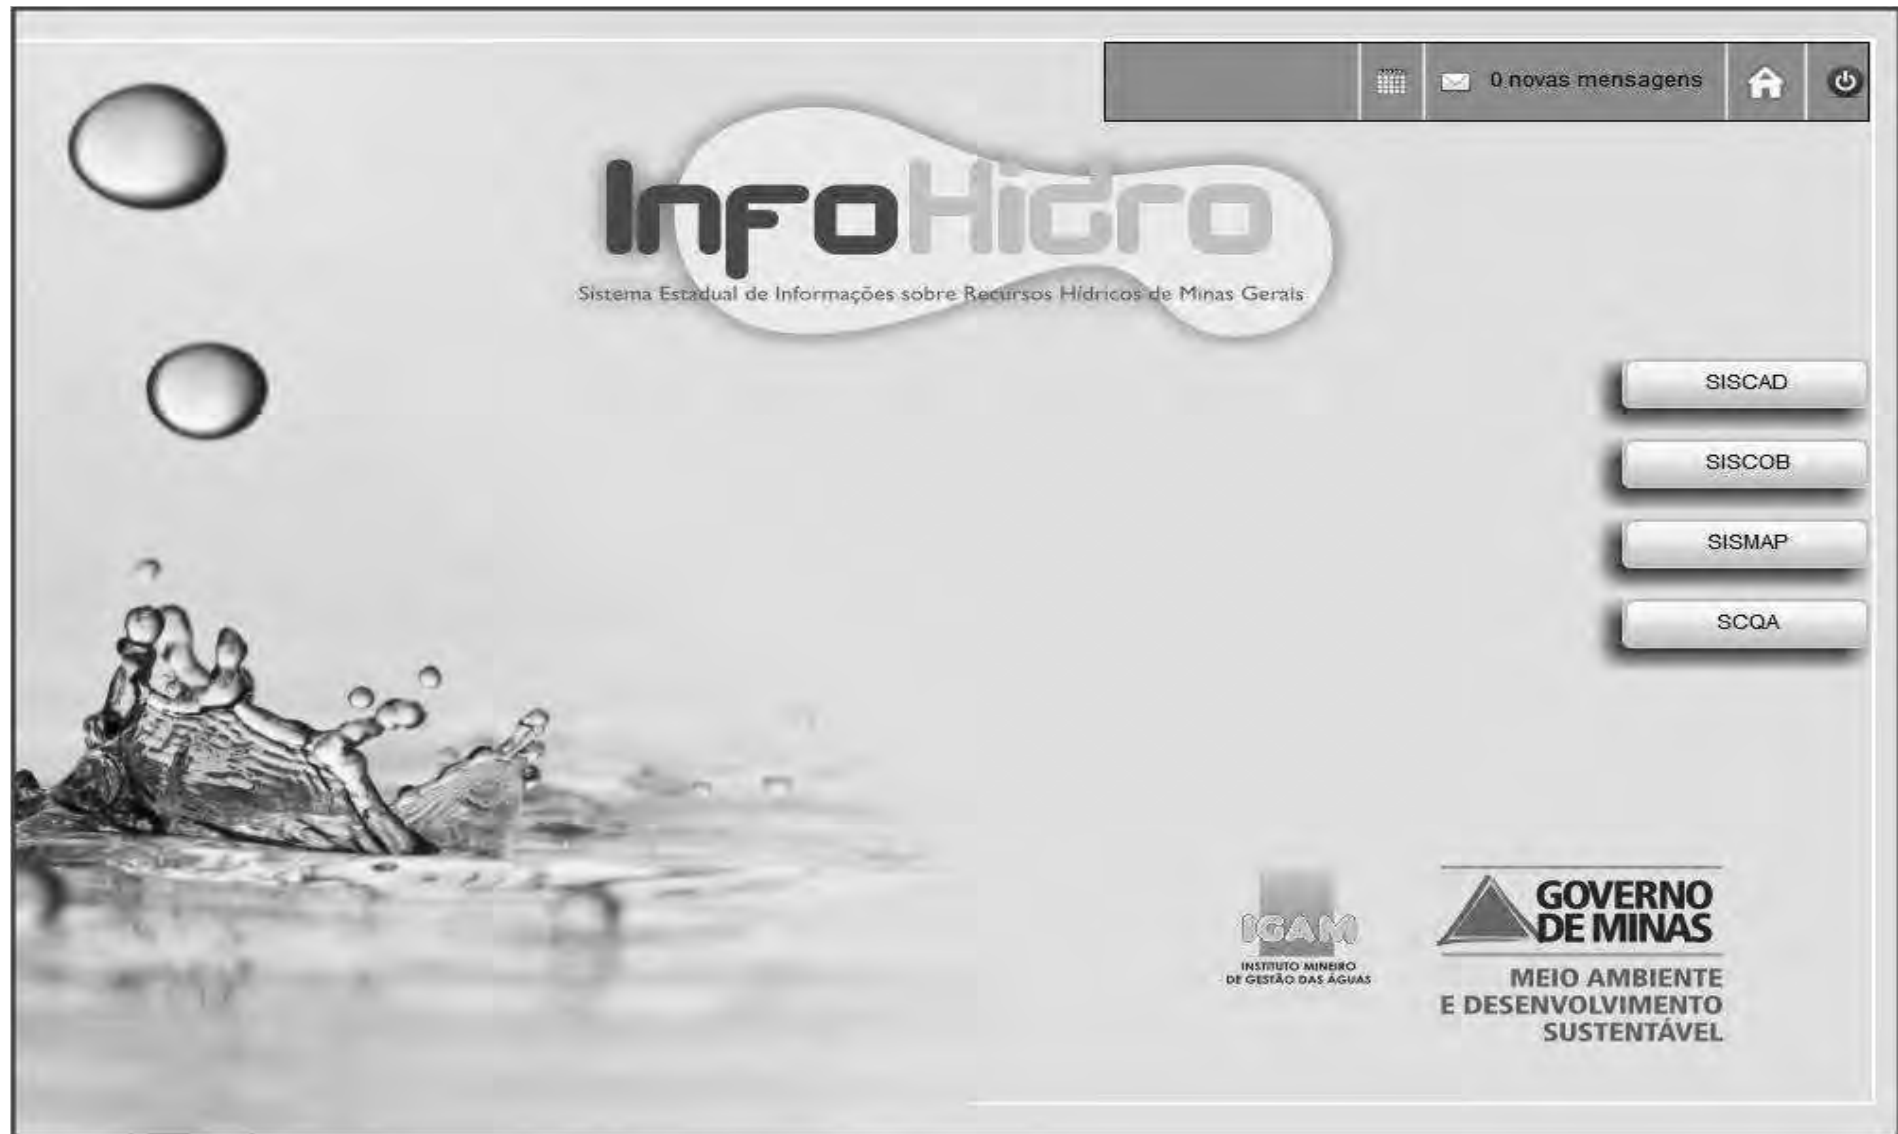 0 novas mensagens
InfoHidro
Sistema Estadual de Informações sobre Recursos Hídricos de Minas Gerais
SISCAD
SISCOB
SISMAP
SCQA
IGAM
INSTITUTO MINEIRO
DE GESTÃO DAS ÁGUAS
GOVERNO
DE MINAS
MEIO AMBIENTE
E DESENVOLVIMENTO
SUSTENTÁVEL